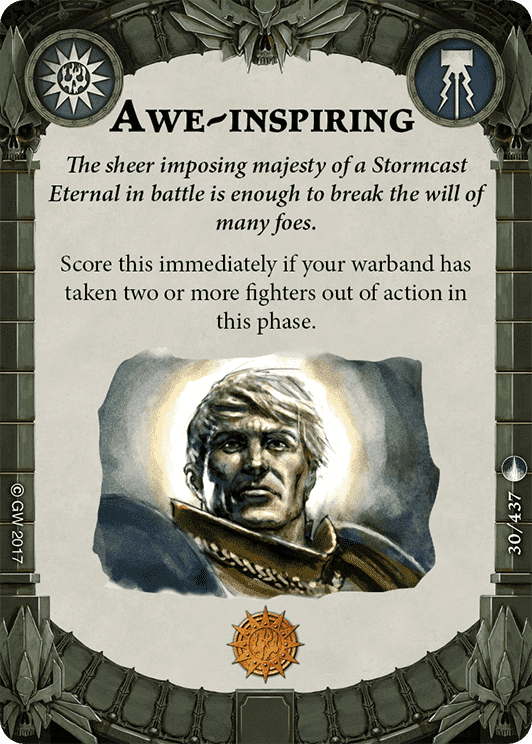 AWE~INSPIRING
The sheer imposing majesty of a Stormcast
Eternal in battle is enough to break the will of
many foes.
Score this immediately if your warband has
taken two or more fighters out of action in
this phase.
© GW 2017
30/437